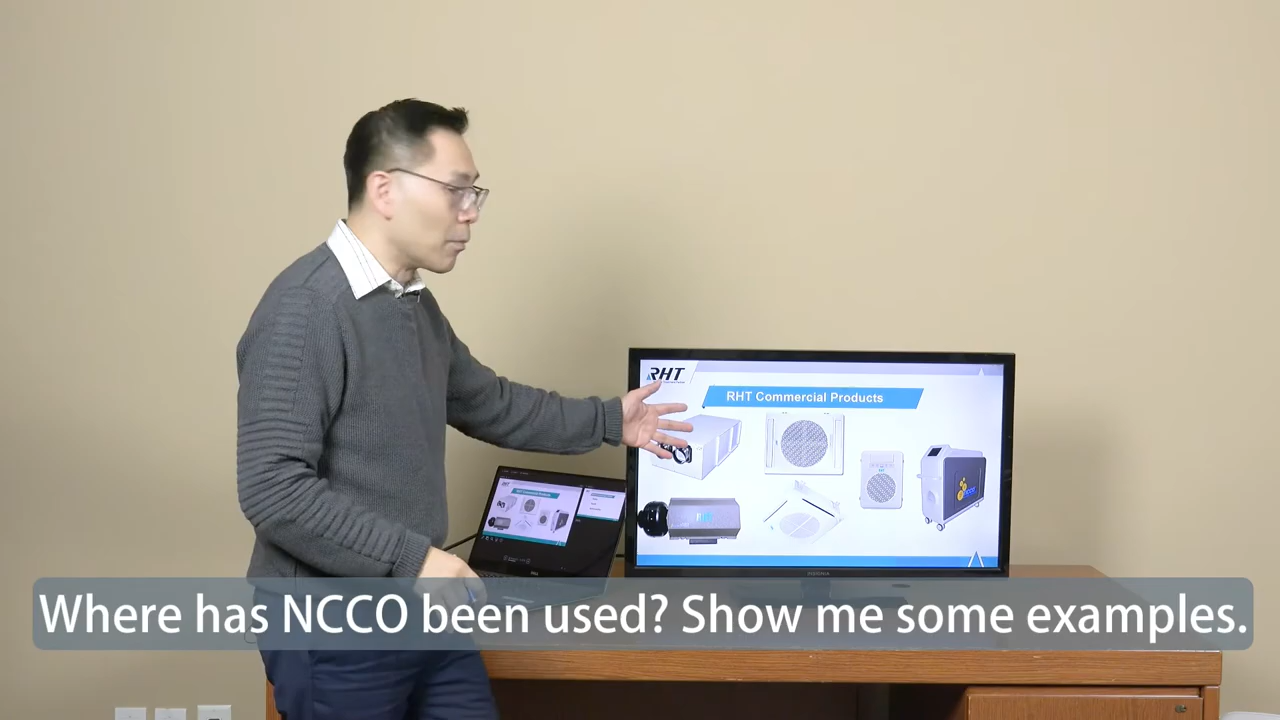 RHT
RHT Commercial Products
Where has NCCO been used? Show me some examples.